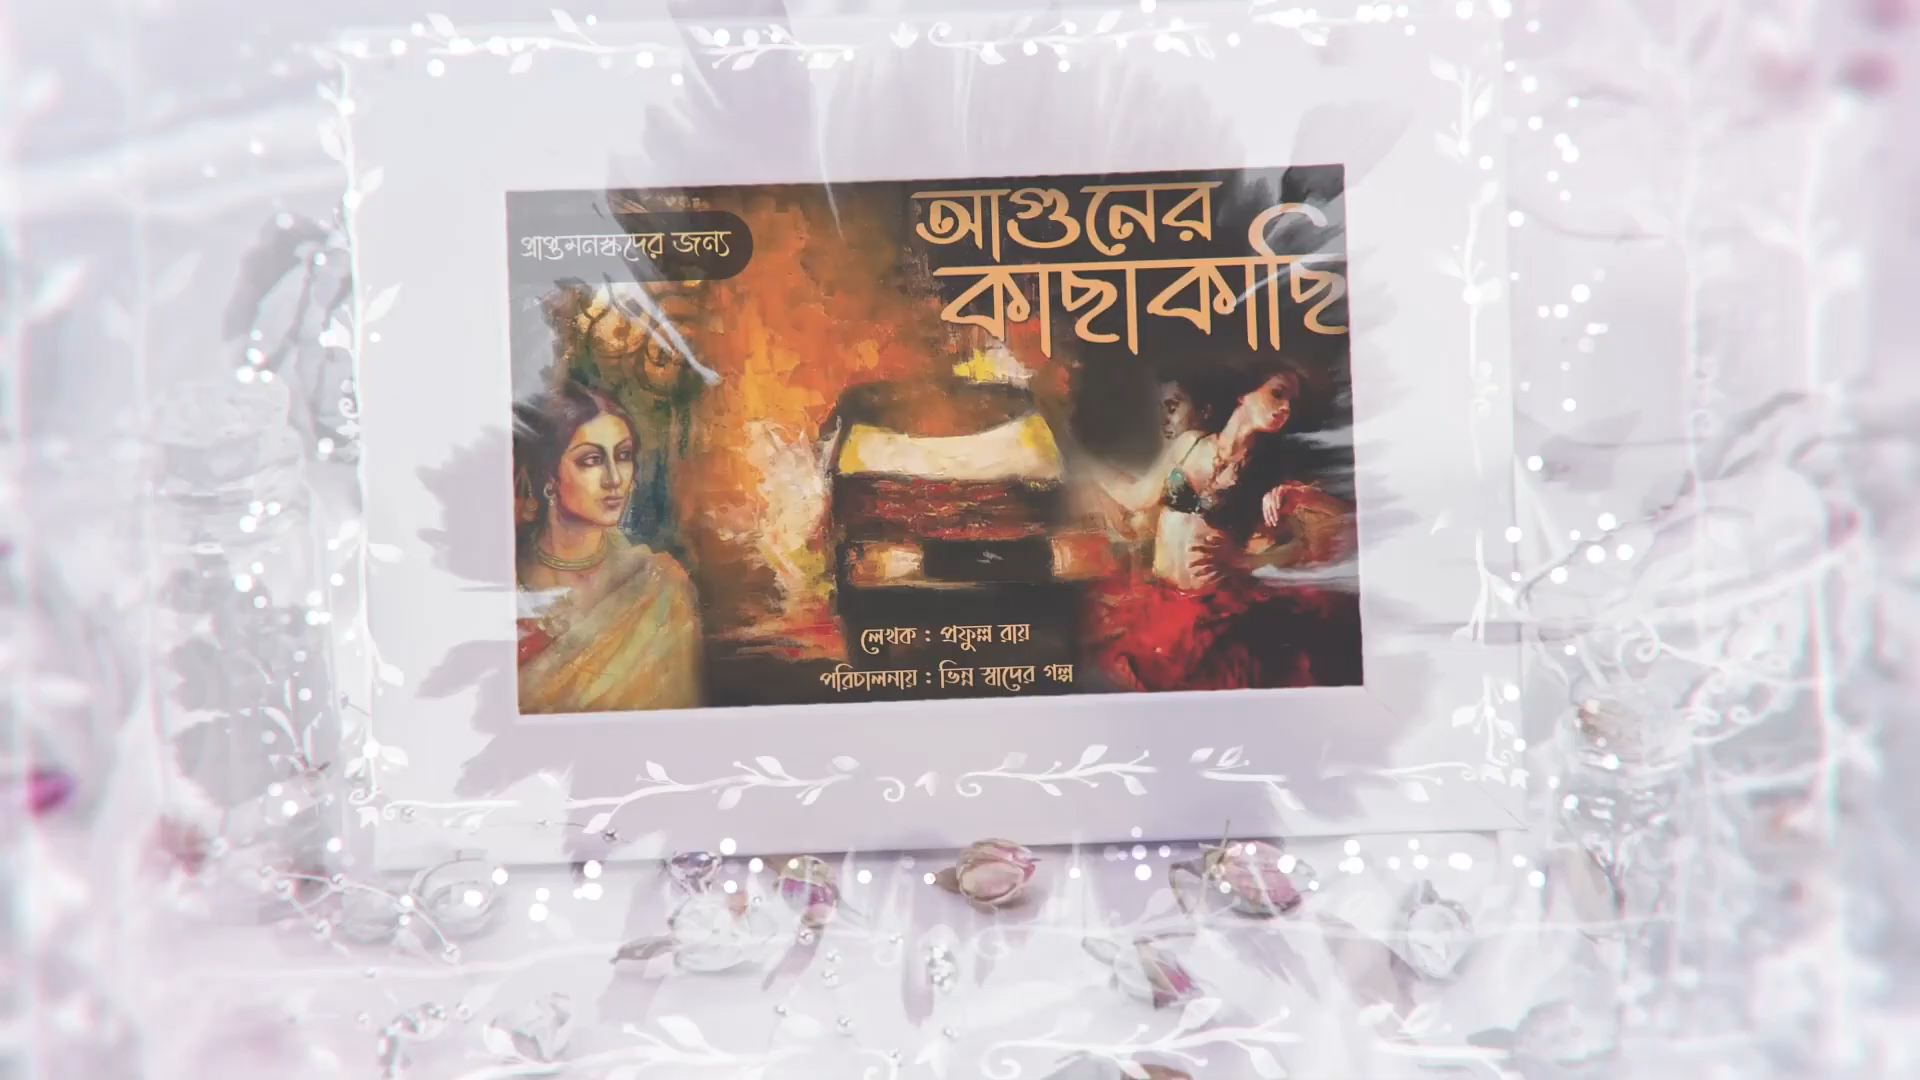 প্রাপ্তমনস্কদের জন্য
আগুনের
কাছাকাছি
লেখক : প্রফুল্ল রায়
পরিচালনায় : ভিন্ন স্বাদের গল্প